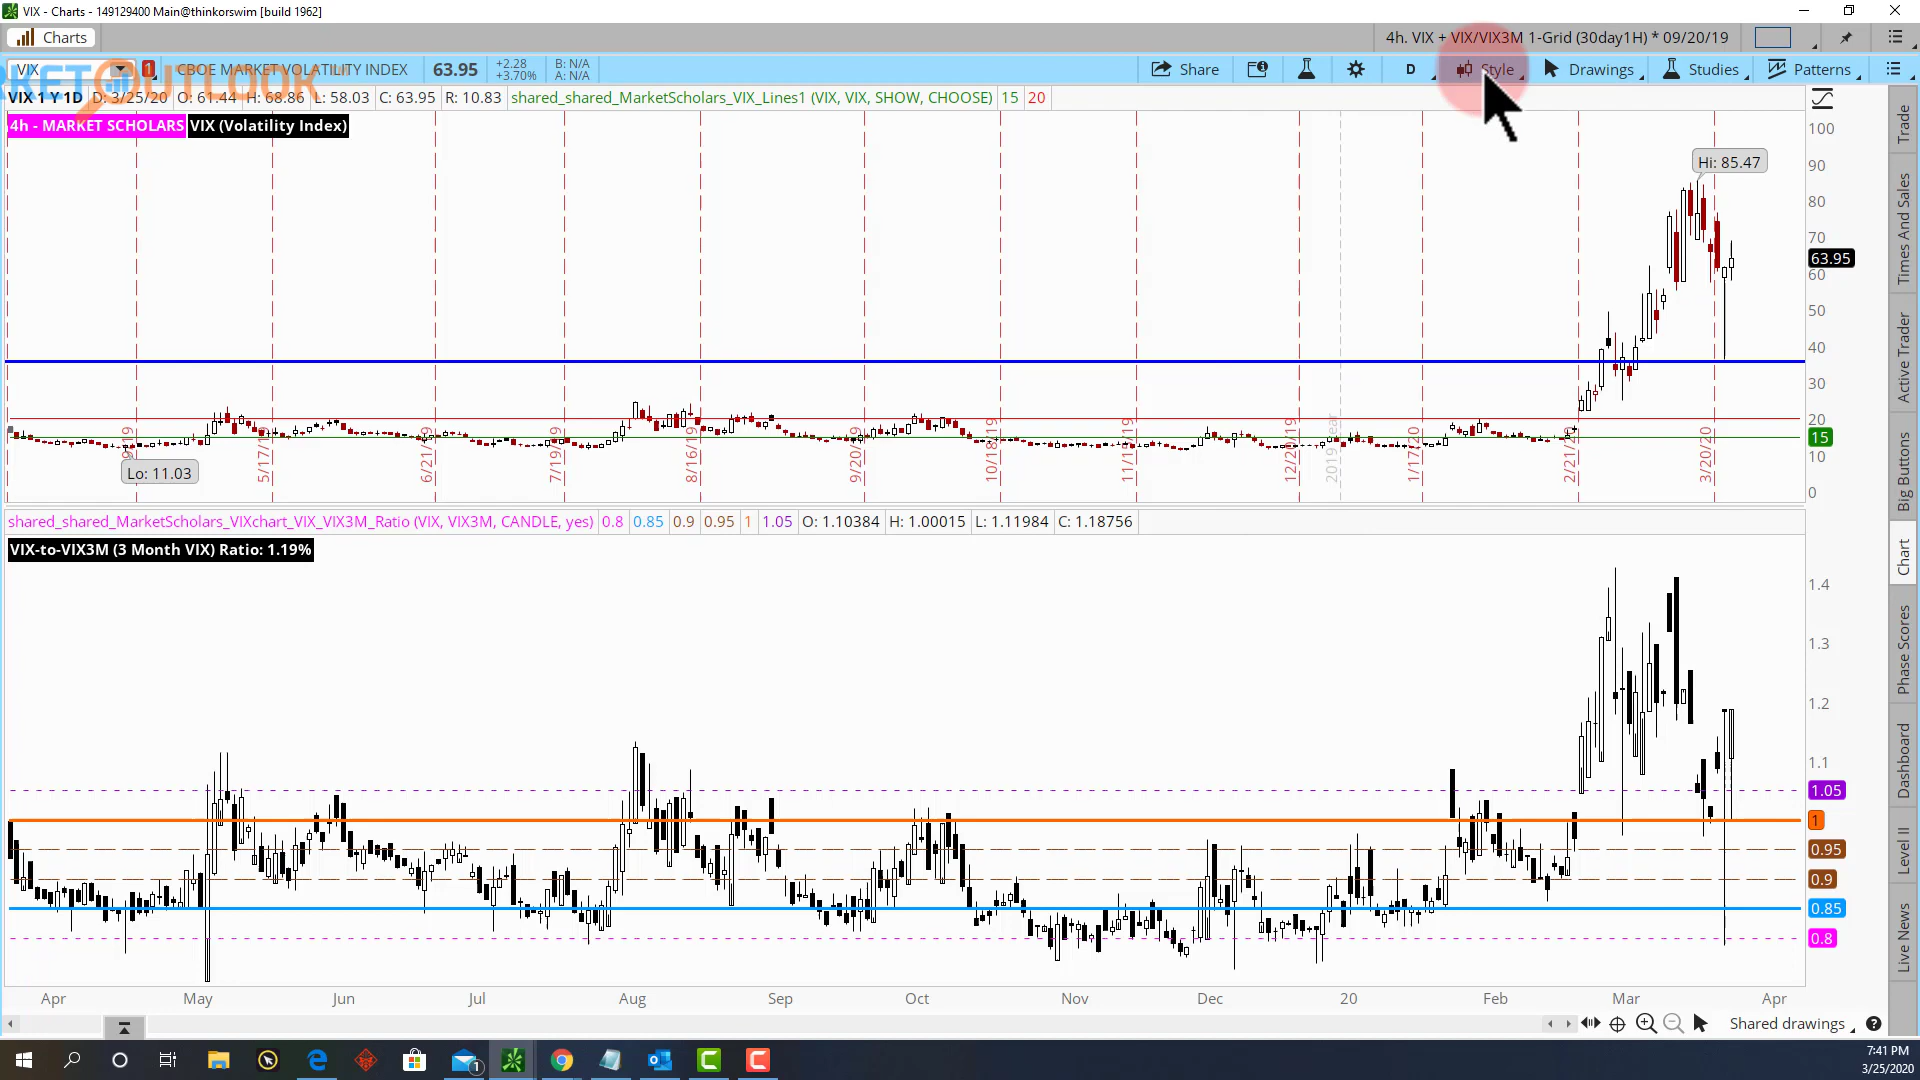 VIX - Charts - 149129400 Main@thinkorswim [build 1962]
Charts
4h. VIX + VIX/VIX3M 1-Grid (30day1H) * 09/20/19
VIX
1
CBOE MARKET VOLATILITY INDEX
63.95
+2.28
+3.70%
B: N/A
A: N/A
Share
D
Style
Drawings
Studies
Patterns
RKET OUTLOOK
VIX 1 Y 1D D: 3/25/20 O: 61.44 H: 68.86 L: 58.03 C: 63.95 R: 10.83 shared_shared_MarketScholars_VIX_Lines1 (VIX, VIX, SHOW, CHOOSE) 15 20
4h - MARKET SCHOLARS VIX (Volatility Index)
Hi: 85.47
Lo: 11.03
100
90
80
70
63.95
60
50
40
30
20
15
10
0
5/17/19
6/21/19
7/19/19
8/16/19
9/20/19
10/18/19
11/15/19
12/20/19
2019 year
1/17/20
2/21/20
3/20/20
shared_shared_MarketScholars_VIXchart_VIX_VIX3M_Ratio (VIX, VIX3M, CANDLE, yes) 0.8 0.85 0.9 0.95 1 1.05 O: 1.10384 H: 1.00015 L: 1.11984 C: 1.18756
VIX-to-VIX3M (3 Month VIX) Ratio: 1.19%
1.4
1.3
1.2
1.1
1.05
1
0.95
0.9
0.85
0.8
Apr May Jun Jul Aug Sep Oct Nov Dec 20 Feb Mar Apr
Shared drawings
Trade
Times And Sales
Active Trader
Big Buttons
Chart
Phase Scores
Dashboard
Level II
Live News
1
7:41 PM
3/25/2020